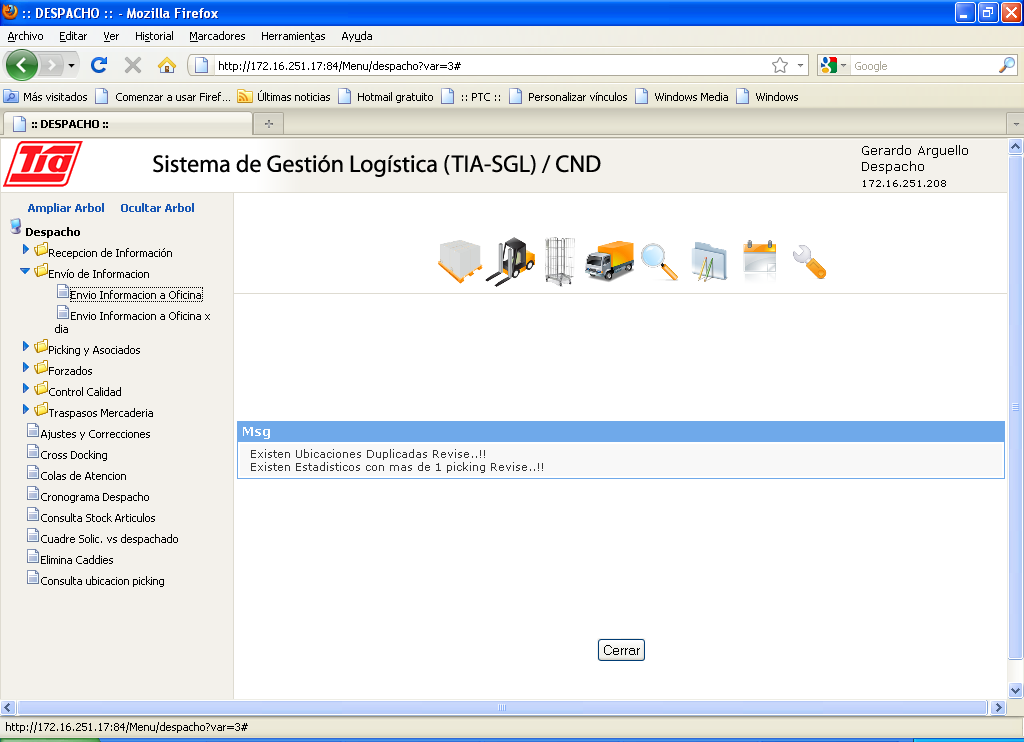 :: DESPACHO :: - Mozilla Firefox
Archivo Editar Ver Historial Marcadores Herramientas Ayuda
http://172.16.251.17:84/Menu/despacho?var=3#
Google
Más visitados Comenzar a usar Firef... Últimas noticias Hotmail gratuito :: PTC :: Personalizar vínculos Windows Media Windows
:: DESPACHO ::
Tia
Sistema de Gestión Logística (TIA-SGL) / CND
Gerardo Arguello
Despacho
172.16.251.208
Ampliar Arbol Ocultar Arbol
Despacho
Recepcion de Información
Envío de Informacion
Envio Informacion a Oficina
Envio Informacion a Oficina x
dia
Picking y Asociados
Forzados
Control Calidad
Traspasos Mercaderia
Ajustes y Correcciones
Cross Docking
Colas de Atencion
Cronograma Despacho
Consulta Stock Articulos
Cuadre Solic. vs despachado
Elimina Caddies
Consulta ubicacion picking
Msg
Existen Ubicaciones Duplicadas Revise..!!
Existen Estadisticos con mas de 1 picking Revise..!!
Cerrar
http://172.16.251.17:84/Menu/despacho?var=3#